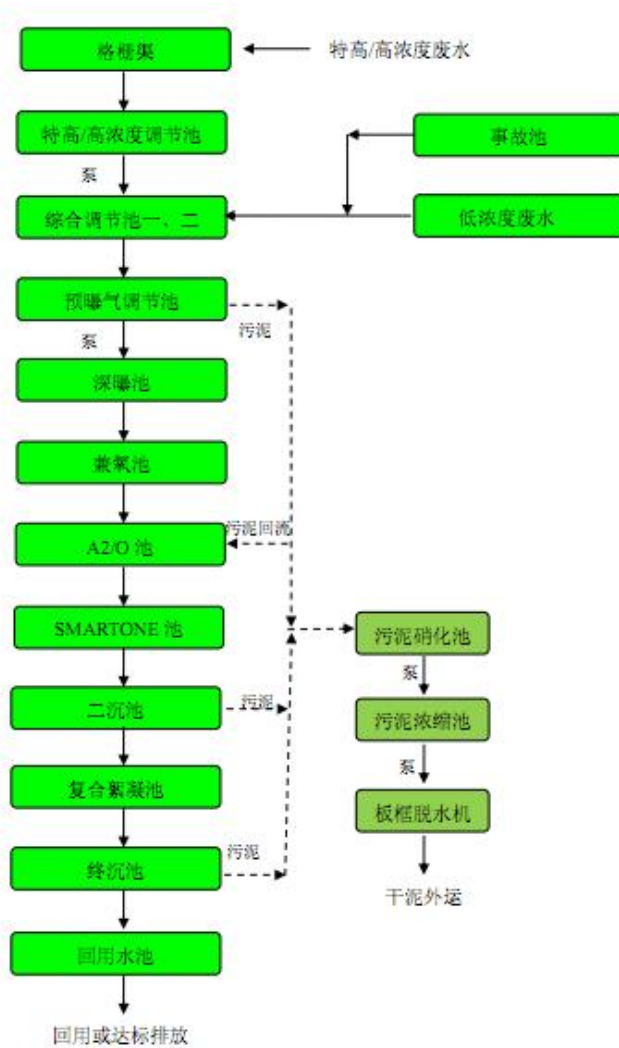 格栅渠
特高/高浓度废水
特高/高浓度调节池
事故池
泵
综合调节池一、二
低浓度废水
预曝气调节池
污泥
泵
深曝池
兼氧池
污泥回流
A2/O 池
SMARTONE 池
污泥硝化池
泵
二沉池
污泥
污泥浓缩池
泵
复合絮凝池
板框脱水机
污泥
终沉池
干泥外运
回用水池
回用或达标排放